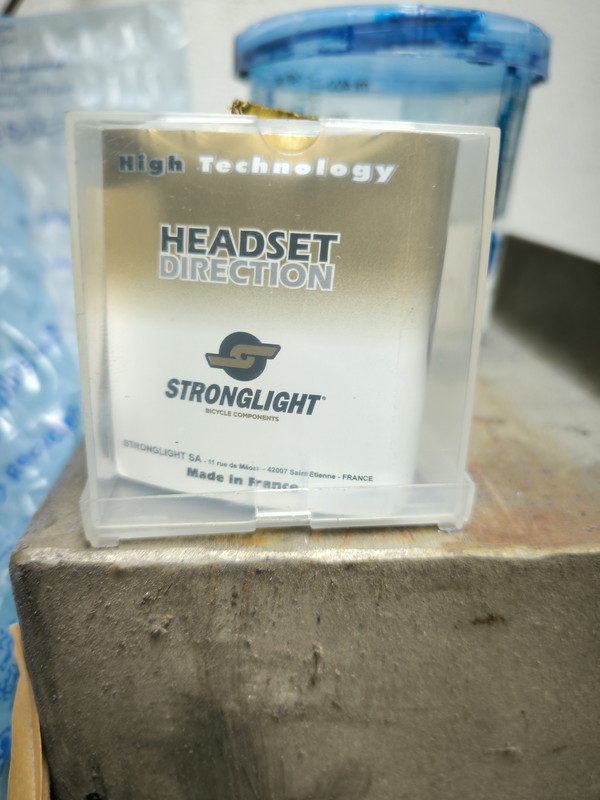 High Technology
HEADSET
DIRECTION
STRONGLIGHT®
BICYCLE COMPONENTS
STRONGLIGHT SA - 11 rue de - 42007 Saint Etienne - FRANCE
Made in France